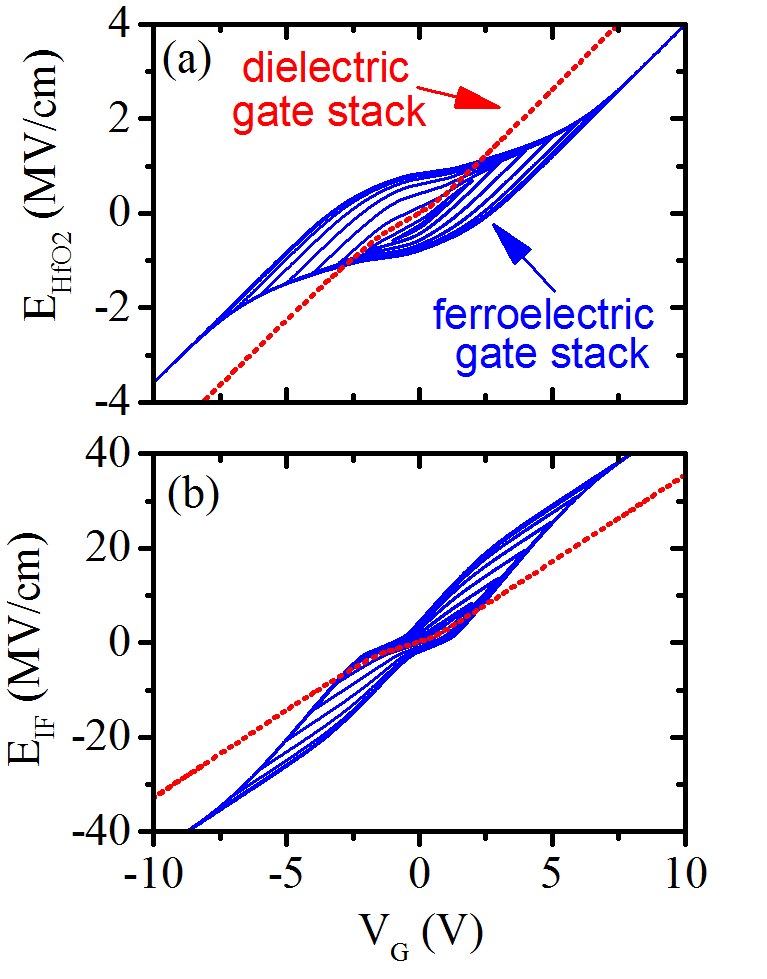 4
(a)
dielectric
gate stack
2
0
-2
-4
E_HfO2 (MV/cm)
ferroelectric
gate stack
40
(b)
20
0
-20
-40
E_IF (MV/cm)
-10 -5 0 5 10
V_G (V)